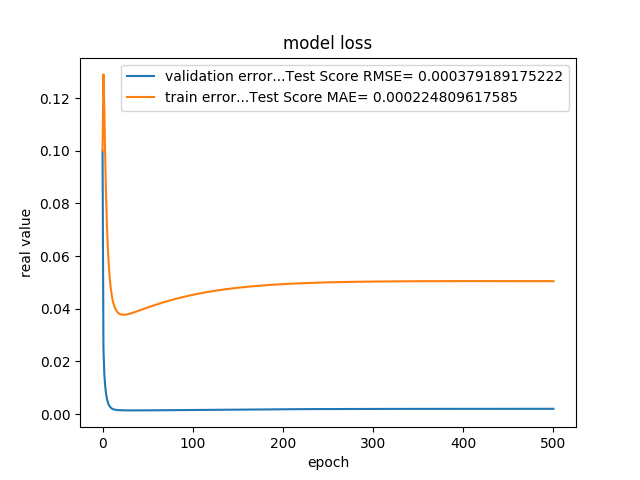 model loss
validation error...Test Score RMSE= 0.000379189175222
train error...Test Score MAE= 0.000224809617585
0.12
0.10
0.08
0.06
0.04
0.02
0.00
real value
0 100 200 300 400 500
epoch